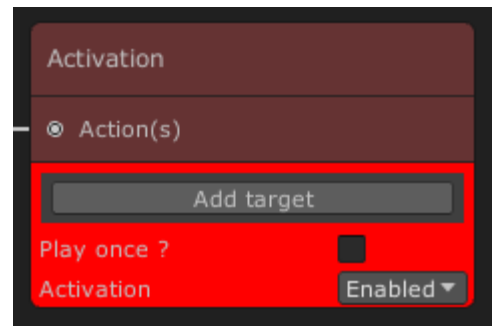 Activation
Action(s)
Add target
Play once ?
Activation Enabled